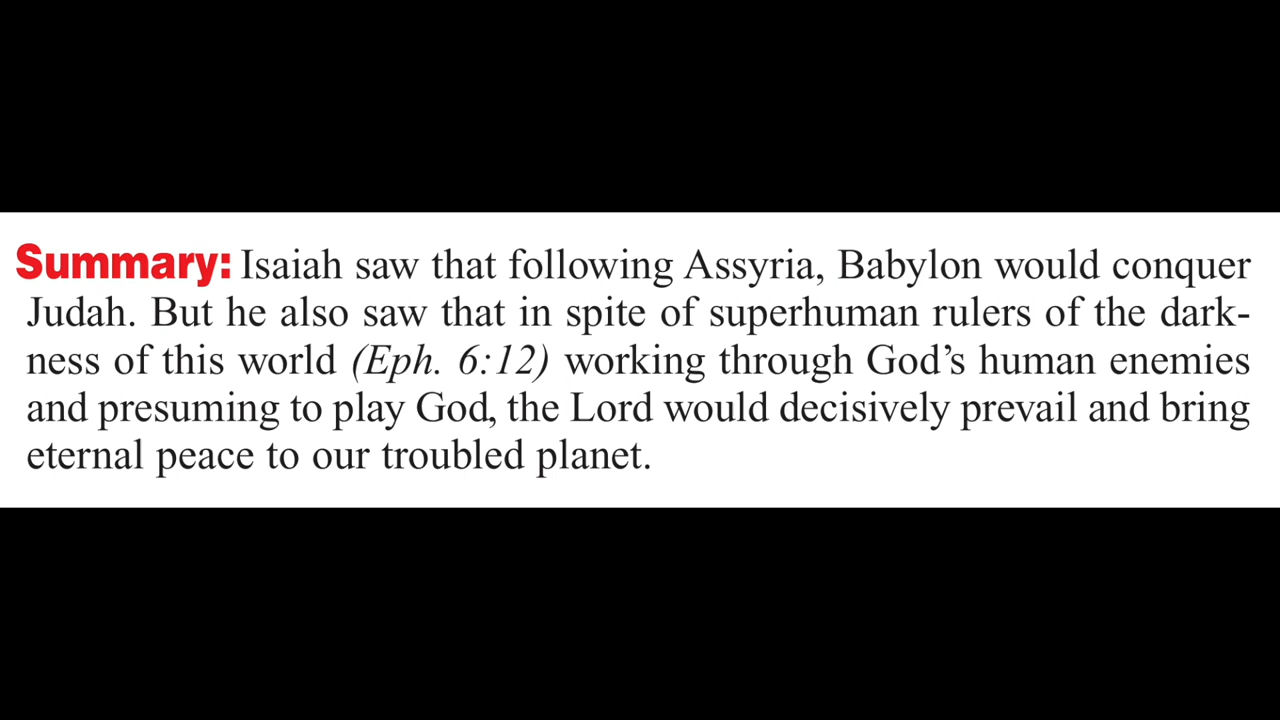 Summary: Isaiah saw that following Assyria, Babylon would conquer
Judah. But he also saw that in spite of superhuman rulers of the dark-
ness of this world (Eph. 6:12) working through God’s human enemies
and presuming to play God, the Lord would decisively prevail and bring
eternal peace to our troubled planet.